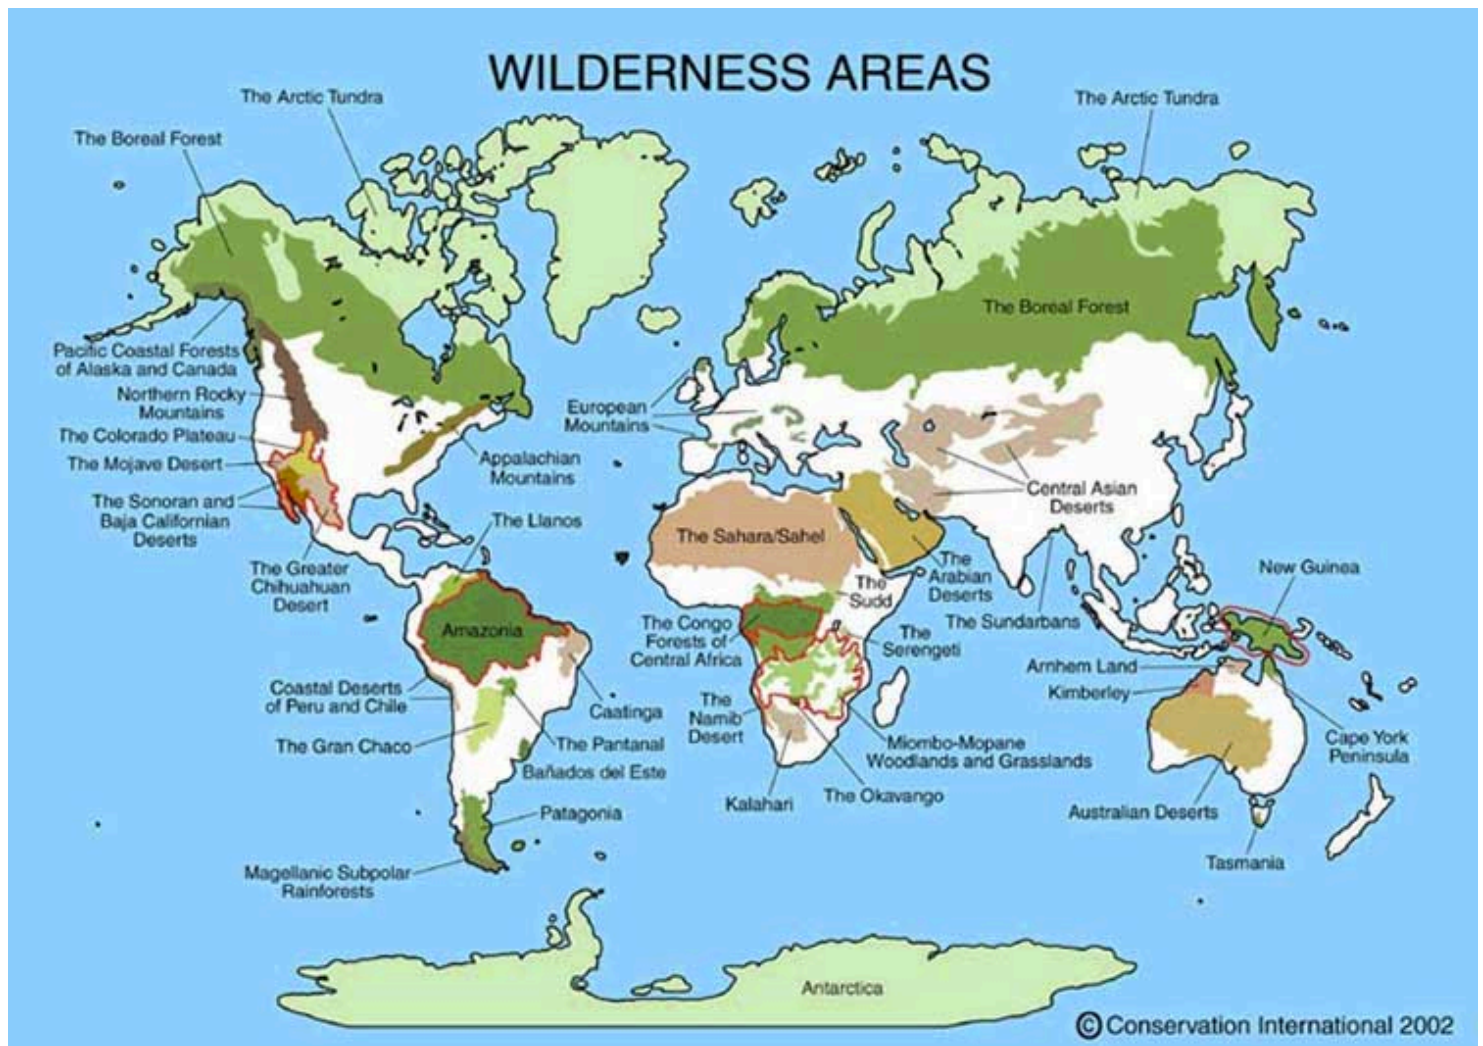 WILDERNESS AREAS
The Arctic Tundra
The Arctic Tundra
The Boreal Forest
The Boreal Forest
Pacific Coastal Forests
of Alaska and Canada
Northern Rocky
Mountains
The Colorado Plateau
The Mojave Desert
The Sonoran and
Baja Californian
Deserts
The Greater
Chihuahuan
Desert
Appalachian
Mountains
The Llanos
European
Mountains
Central Asian
Deserts
The Sahara/Sahel
The
Arabian
Deserts
The
Sudd
New Guinea
The Sundarbans
Amazonia
The Congo
Forests of
Central Africa
The
Serengeti
Arnhem Land
Kimberley
Coastal Deserts
of Peru and Chile
Caatinga
The
Namib
Desert
The Gran Chaco
The Pantanal
Bañados del Este
Miombo-Mopane
Woodlands and Grasslands
Cape York
Peninsula
Kalahari
The Okavango
Patagonia
Australian Deserts
Tasmania
Magellanic Subpolar
Rainforests
Antarctica
© Conservation International 2002